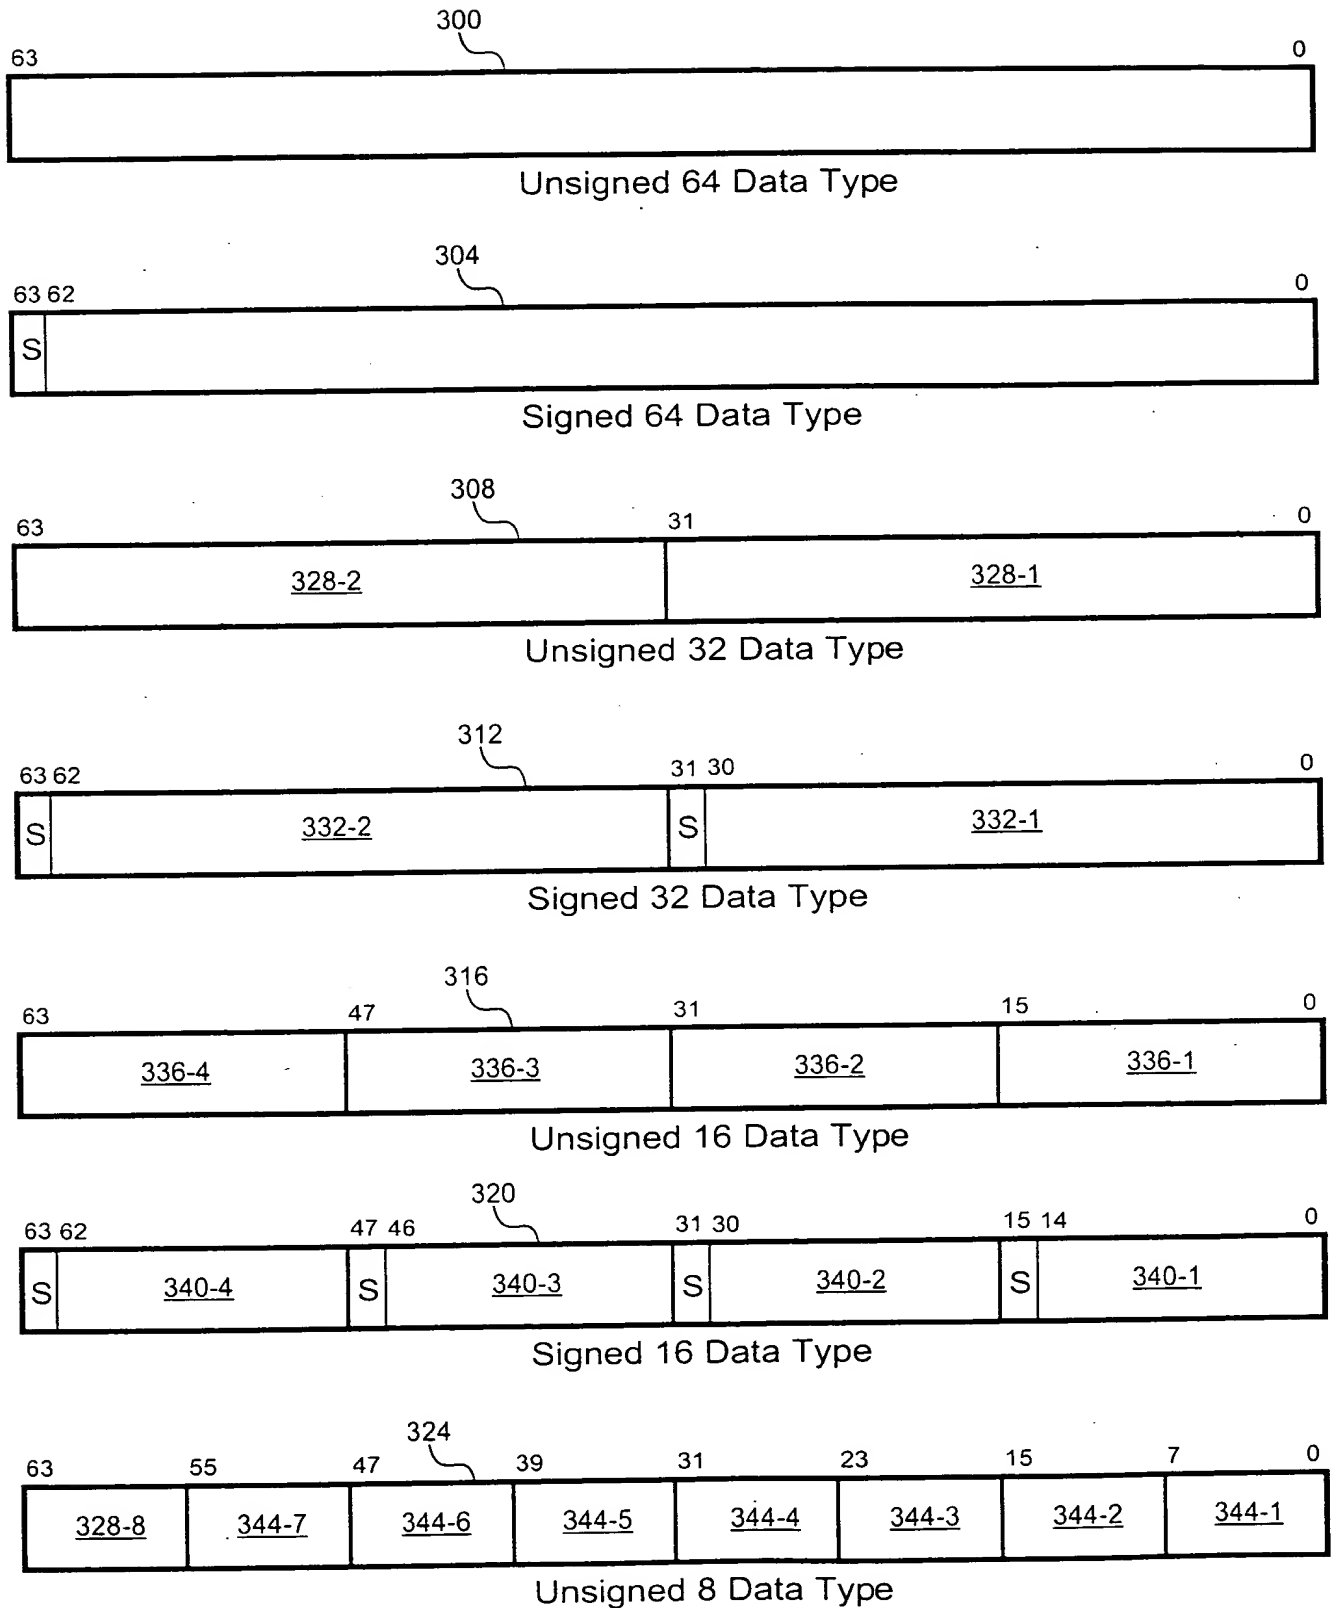 300
63 0
Unsigned 64 Data Type
304
63 62 0
S
Signed 64 Data Type
308
63 31 0
328-2 328-1
Unsigned 32 Data Type
312
63 62 31 30 0
S 332-2 S 332-1
Signed 32 Data Type
316
63 47 31 15 0
336-4 336-3 336-2 336-1
Unsigned 16 Data Type
320
63 62 47 46 31 30 15 14 0
S 340-4 S 340-3 S 340-2 S 340-1
Signed 16 Data Type
324
63 55 47 39 31 23 15 7 0
328-8 344-7 344-6 344-5 344-4 344-3 344-2 344-1
Unsigned 8 Data Type